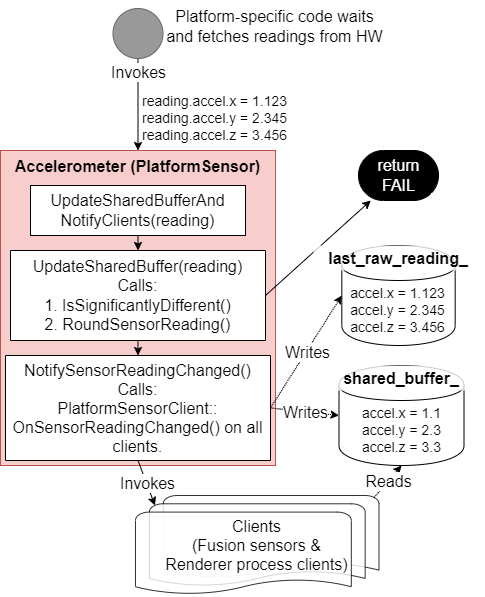 Platform-specific code waits
and fetches readings from HW
Invokes
reading.accel.x = 1.123
reading.accel.y = 2.345
reading.accel.z = 3.456
Accelerometer (PlatformSensor)
UpdateSharedBufferAnd
NotifyClients(reading)
return
FAIL
UpdateSharedBuffer(reading)
Calls:
1. IsSignificantlyDifferent()
2. RoundSensorReading()
last_raw_reading_
accel.x = 1.123
accel.y = 2.345
accel.z = 3.456
Writes
NotifySensorReadingChanged()
Calls:
PlatformSensorClient::
OnSensorReadingChanged() on all
clients.
shared_buffer_
Writes
accel.x = 1.1
accel.y = 2.3
accel.z = 3.3
Invokes
Reads
Clients
(Fusion sensors &
Renderer process clients)